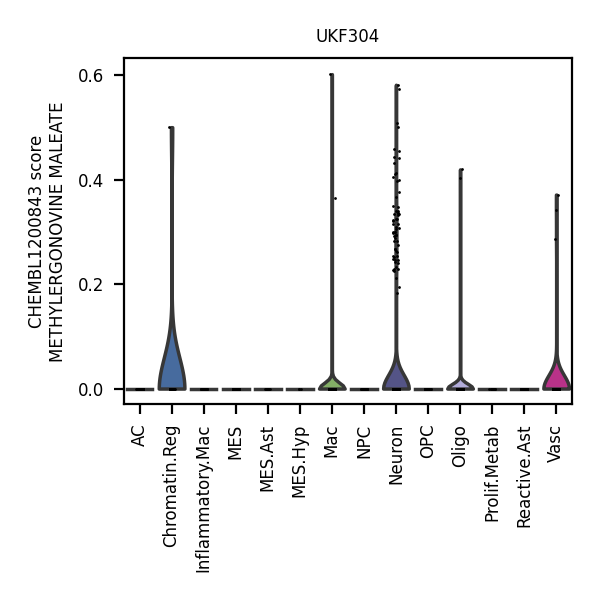 UKF304
CHEMBL1200843 score
METHYLERGONOVINE MALEATE
0.6
0.4
0.2
0.0
AC
Chromatin.Reg
Inflammatory.Mac
MES
MES.Ast
MES.Hyp
Mac
NPC
Neuron
OPC
Oligo
Prolif.Metab
Reactive.Ast
Vasc